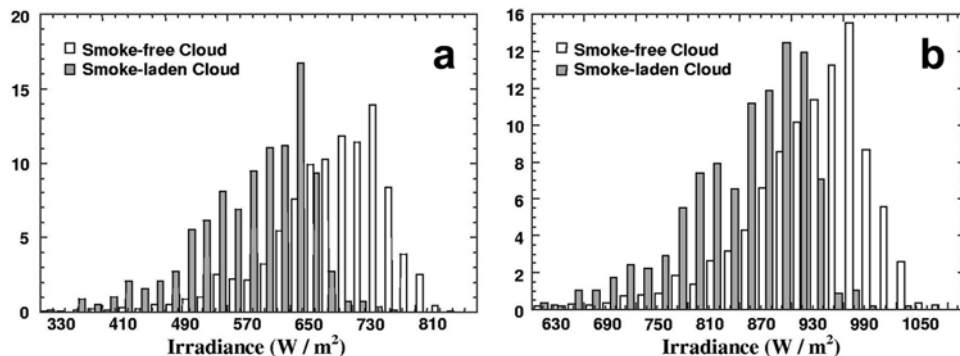 20
15
10
5
0
Smoke-free Cloud
Smoke-laden Cloud
a
330 410 490 570 650 730 810
Irradiance (W / m²)
16
14
12
10
8
6
4
2
0
Smoke-free Cloud
Smoke-laden Cloud
b
630 690 750 810 870 930 990 1050
Irradiance (W / m²)